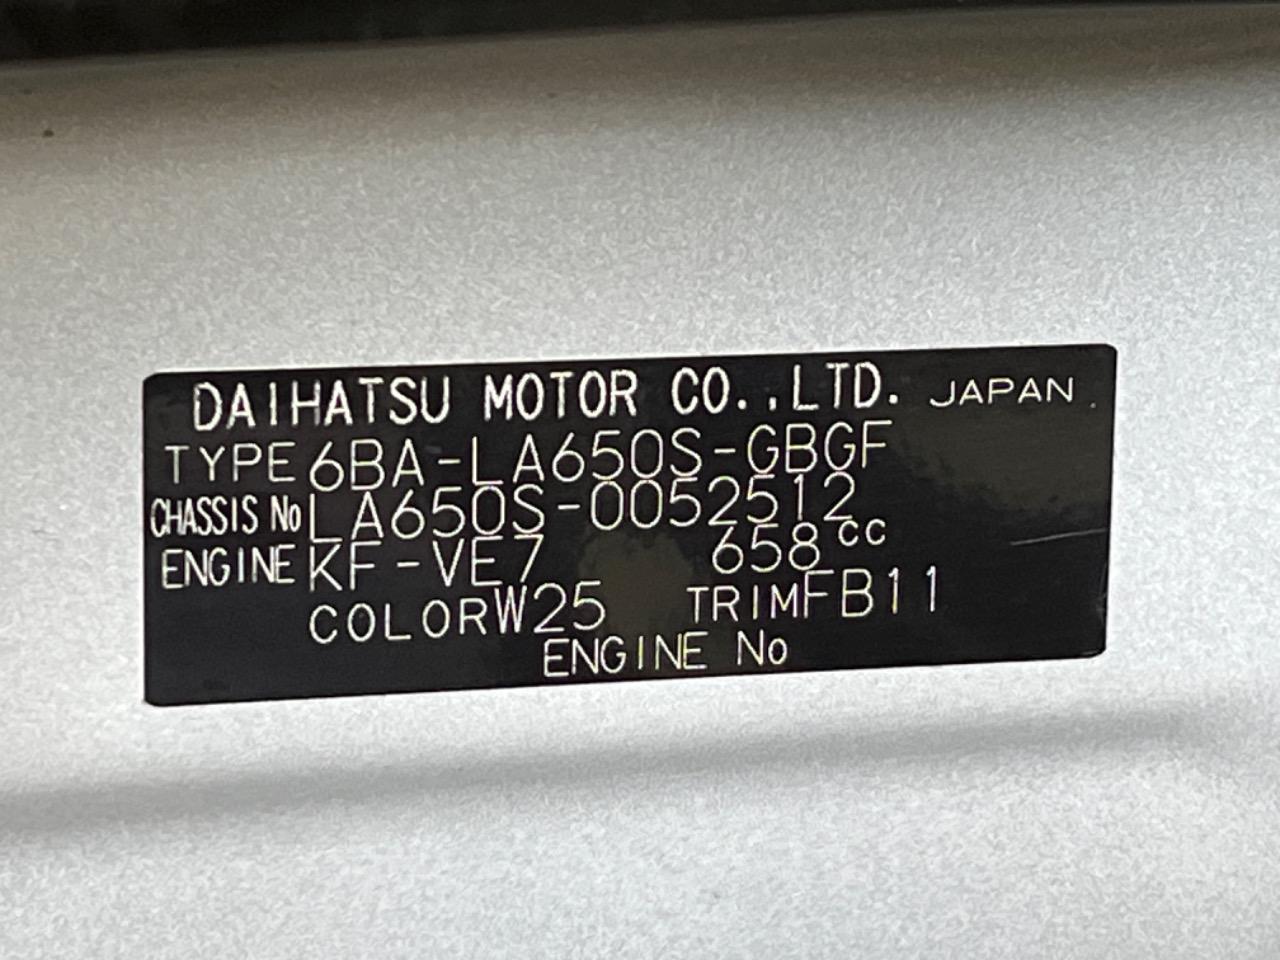 DAIHATSU MOTOR CO.,LTD. JAPAN
TYPE 6BA-LA650S-GBGF
CHASSIS No LA650S-0052512
ENGINE KF-VE7 658cc
COLOR W25 TRIM FB11
ENGINE No